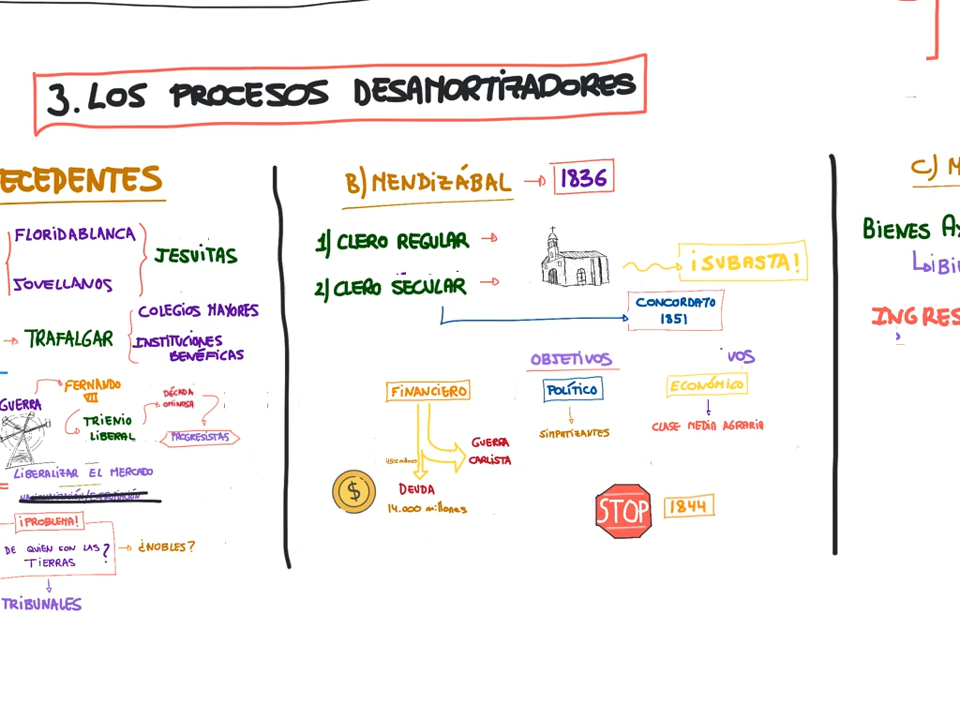 3. LOS PROCESOS DESAMORTIZADORES
ECEDENTES
FLORIDABLANCA
JOVELLANOS
JESUITAS
TRAFALGAR
COLEGIOS MAYORES
INSTITUCIONES
BENÉFICAS
GUERRA
FERNANDO
VII
TRIENIO
LIBERAL
DÉCADA
OMINOSA
PROGRESISTAS
LIBERALIZAR EL MERCADO
¡PROBLEMA!
DE QUIÉN SON LAS
TIERRAS?
¿NOBLES?
TRIBUNALES
B) MENDIZÁBAL
1836
1) CLERO REGULAR
2) CLERO SECULAR
¡SUBASTA!
CONCORDATO
1851
OBJETIVOS
VOS
FINANCIERO
POLÍTICO
ECONÓMICO
SIMPATIZANTES
CLASE MEDIA AGRARIA
GUERRA
CARLISTA
$
DEUDA
14.000 millones
STOP
1844
C) M
BIENES A
INGRES